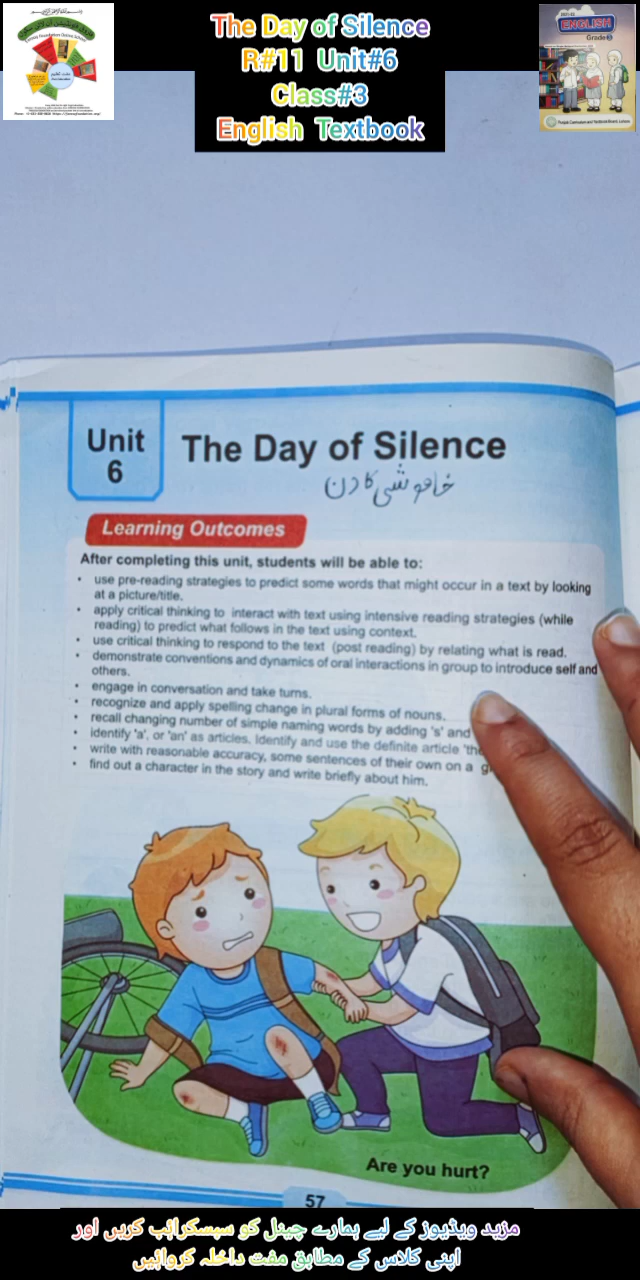 The Day of Silence
R#11 Unit#6
Class#3
English Textbook
ENGLISH
Grade 3
Punjab Curriculum and Textbook Board, Lahore
Unit
6
The Day of Silence
خاموشی کا دن
Learning Outcomes
After completing this unit, students will be able to:
• use pre-reading strategies to predict some words that might occur in a text by looking
at a picture/title.
• apply critical thinking to interact with text using intensive reading strategies (while
reading) to predict what follows in the text using context.
• use critical thinking to respond to the text (post reading) by relating what is read.
• demonstrate conventions and dynamics of oral interactions in group to introduce self and
others.
• engage in conversation and take turns.
• recognize and apply spelling change in plural forms of nouns.
• recall changing number of simple naming words by adding 's' and
• identify 'a', or 'an' as articles. Identify and use the definite article 'the
• write with reasonable accuracy, some sentences of their own on a
• find out a character in the story and write briefly about him.
Are you hurt?
57
مزید ویڈیوز کے لیے ہمارے چینل کو سبسکرائب کریں اور
اپنی کلاس کے مطابق مفت داخلہ کروائیں